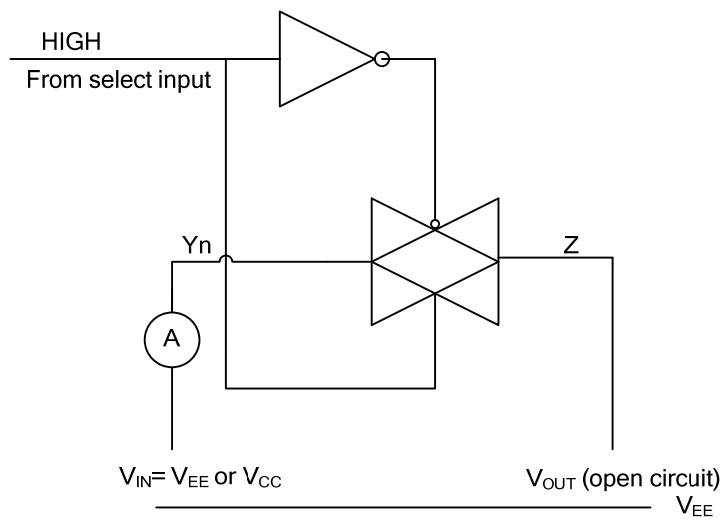 HIGH
From select input
Yn
Z
A
VIN= VEE or VCC
VOUT (open circuit)
VEE